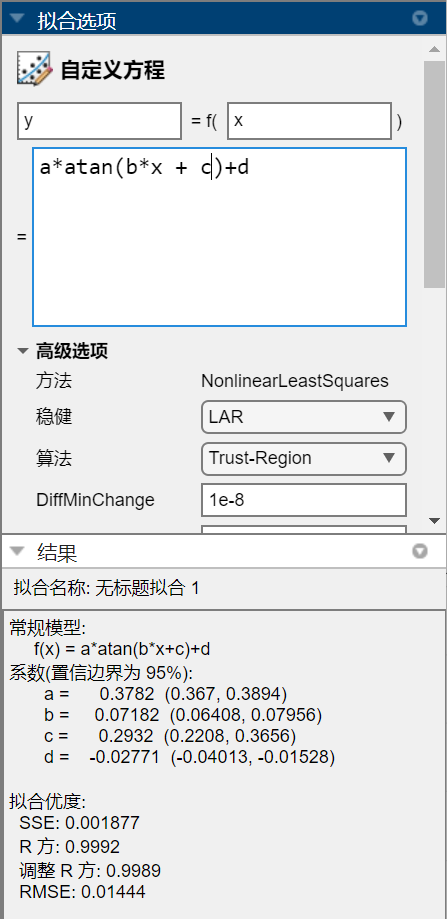 拟合选项
自定义方程
y = f( x )
= a*atan(b*x + c)+d
高级选项
方法 NonlinearLeastSquares
稳健 LAR
算法 Trust-Region
DiffMinChange 1e-8
结果
拟合名称: 无标题拟合 1
常规模型:
f(x) = a*atan(b*x+c)+d
系数(置信边界为 95%):
a = 0.3782 (0.367, 0.3894)
b = 0.07182 (0.06408, 0.07956)
c = 0.2932 (0.2208, 0.3656)
d = -0.02771 (-0.04013, -0.01528)
拟合优度:
SSE: 0.001877
R 方: 0.9992
调整 R 方: 0.9989
RMSE: 0.01444